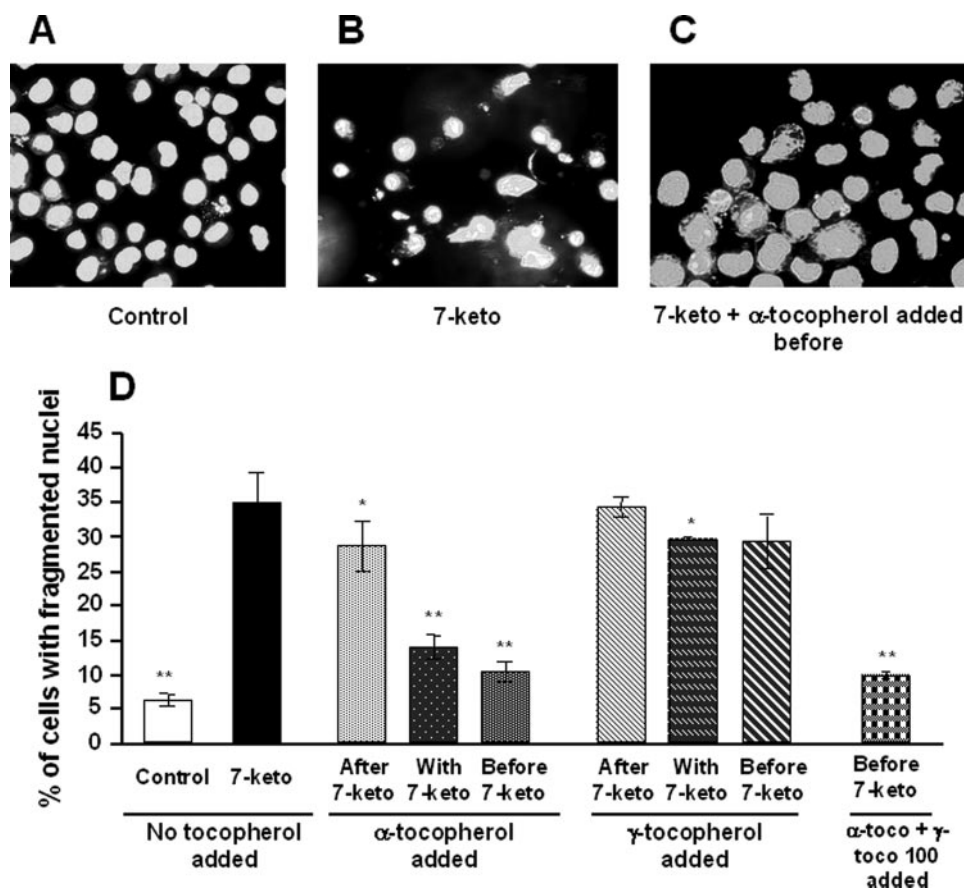 A
B
C
Control
7-keto
7-keto + α-tocopherol added
before
D
% of cells with fragmented nuclei
45
40
35
30
25
20
15
10
5
0
**
*
**
**
*
**
Control
7-keto
After
7-keto
With
7-keto
Before
7-keto
After
7-keto
With
7-keto
Before
7-keto
Before
7-keto
No tocopherol
added
α-tocopherol
added
γ-tocopherol
added
α-toco + γ-
toco 100
added